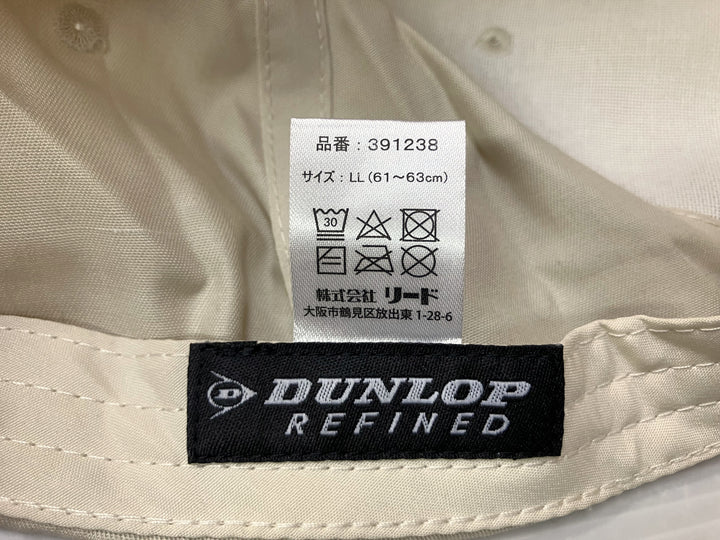 品番：391238
サイズ：LL（61～63cm）
30
株式会社 リード
大阪市鶴見区放出東 1-28-6
D DUNLOP
REFINED